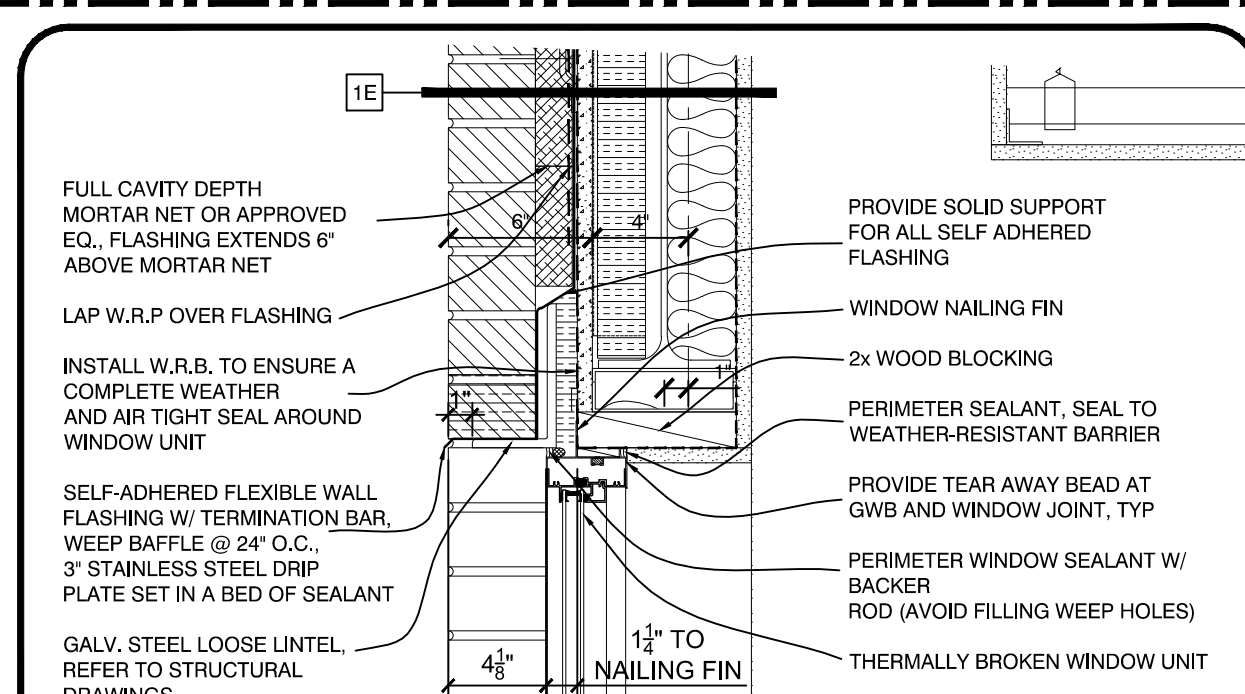 1E
FULL CAVITY DEPTH
MORTAR NET OR APPROVED
EQ., FLASHING EXTENDS 6"
ABOVE MORTAR NET
LAP W.R.P OVER FLASHING
INSTALL W.R.B. TO ENSURE A
COMPLETE WEATHER
AND AIR TIGHT SEAL AROUND
WINDOW UNIT
SELF-ADHERED FLEXIBLE WALL
FLASHING W/ TERMINATION BAR,
WEEP BAFFLE @ 24" O.C.,
3" STAINLESS STEEL DRIP
PLATE SET IN A BED OF SEALANT
GALV. STEEL LOOSE LINTEL,
REFER TO STRUCTURAL
DRAWINGS
6"
4"
1"
1"
4 1/8"
1 1/4" TO
NAILING FIN
PROVIDE SOLID SUPPORT
FOR ALL SELF ADHERED
FLASHING
WINDOW NAILING FIN
2x WOOD BLOCKING
PERIMETER SEALANT, SEAL TO
WEATHER-RESISTANT BARRIER
PROVIDE TEAR AWAY BEAD AT
GWB AND WINDOW JOINT, TYP
PERIMETER WINDOW SEALANT W/
BACKER
ROD (AVOID FILLING WEEP HOLES)
THERMALLY BROKEN WINDOW UNIT